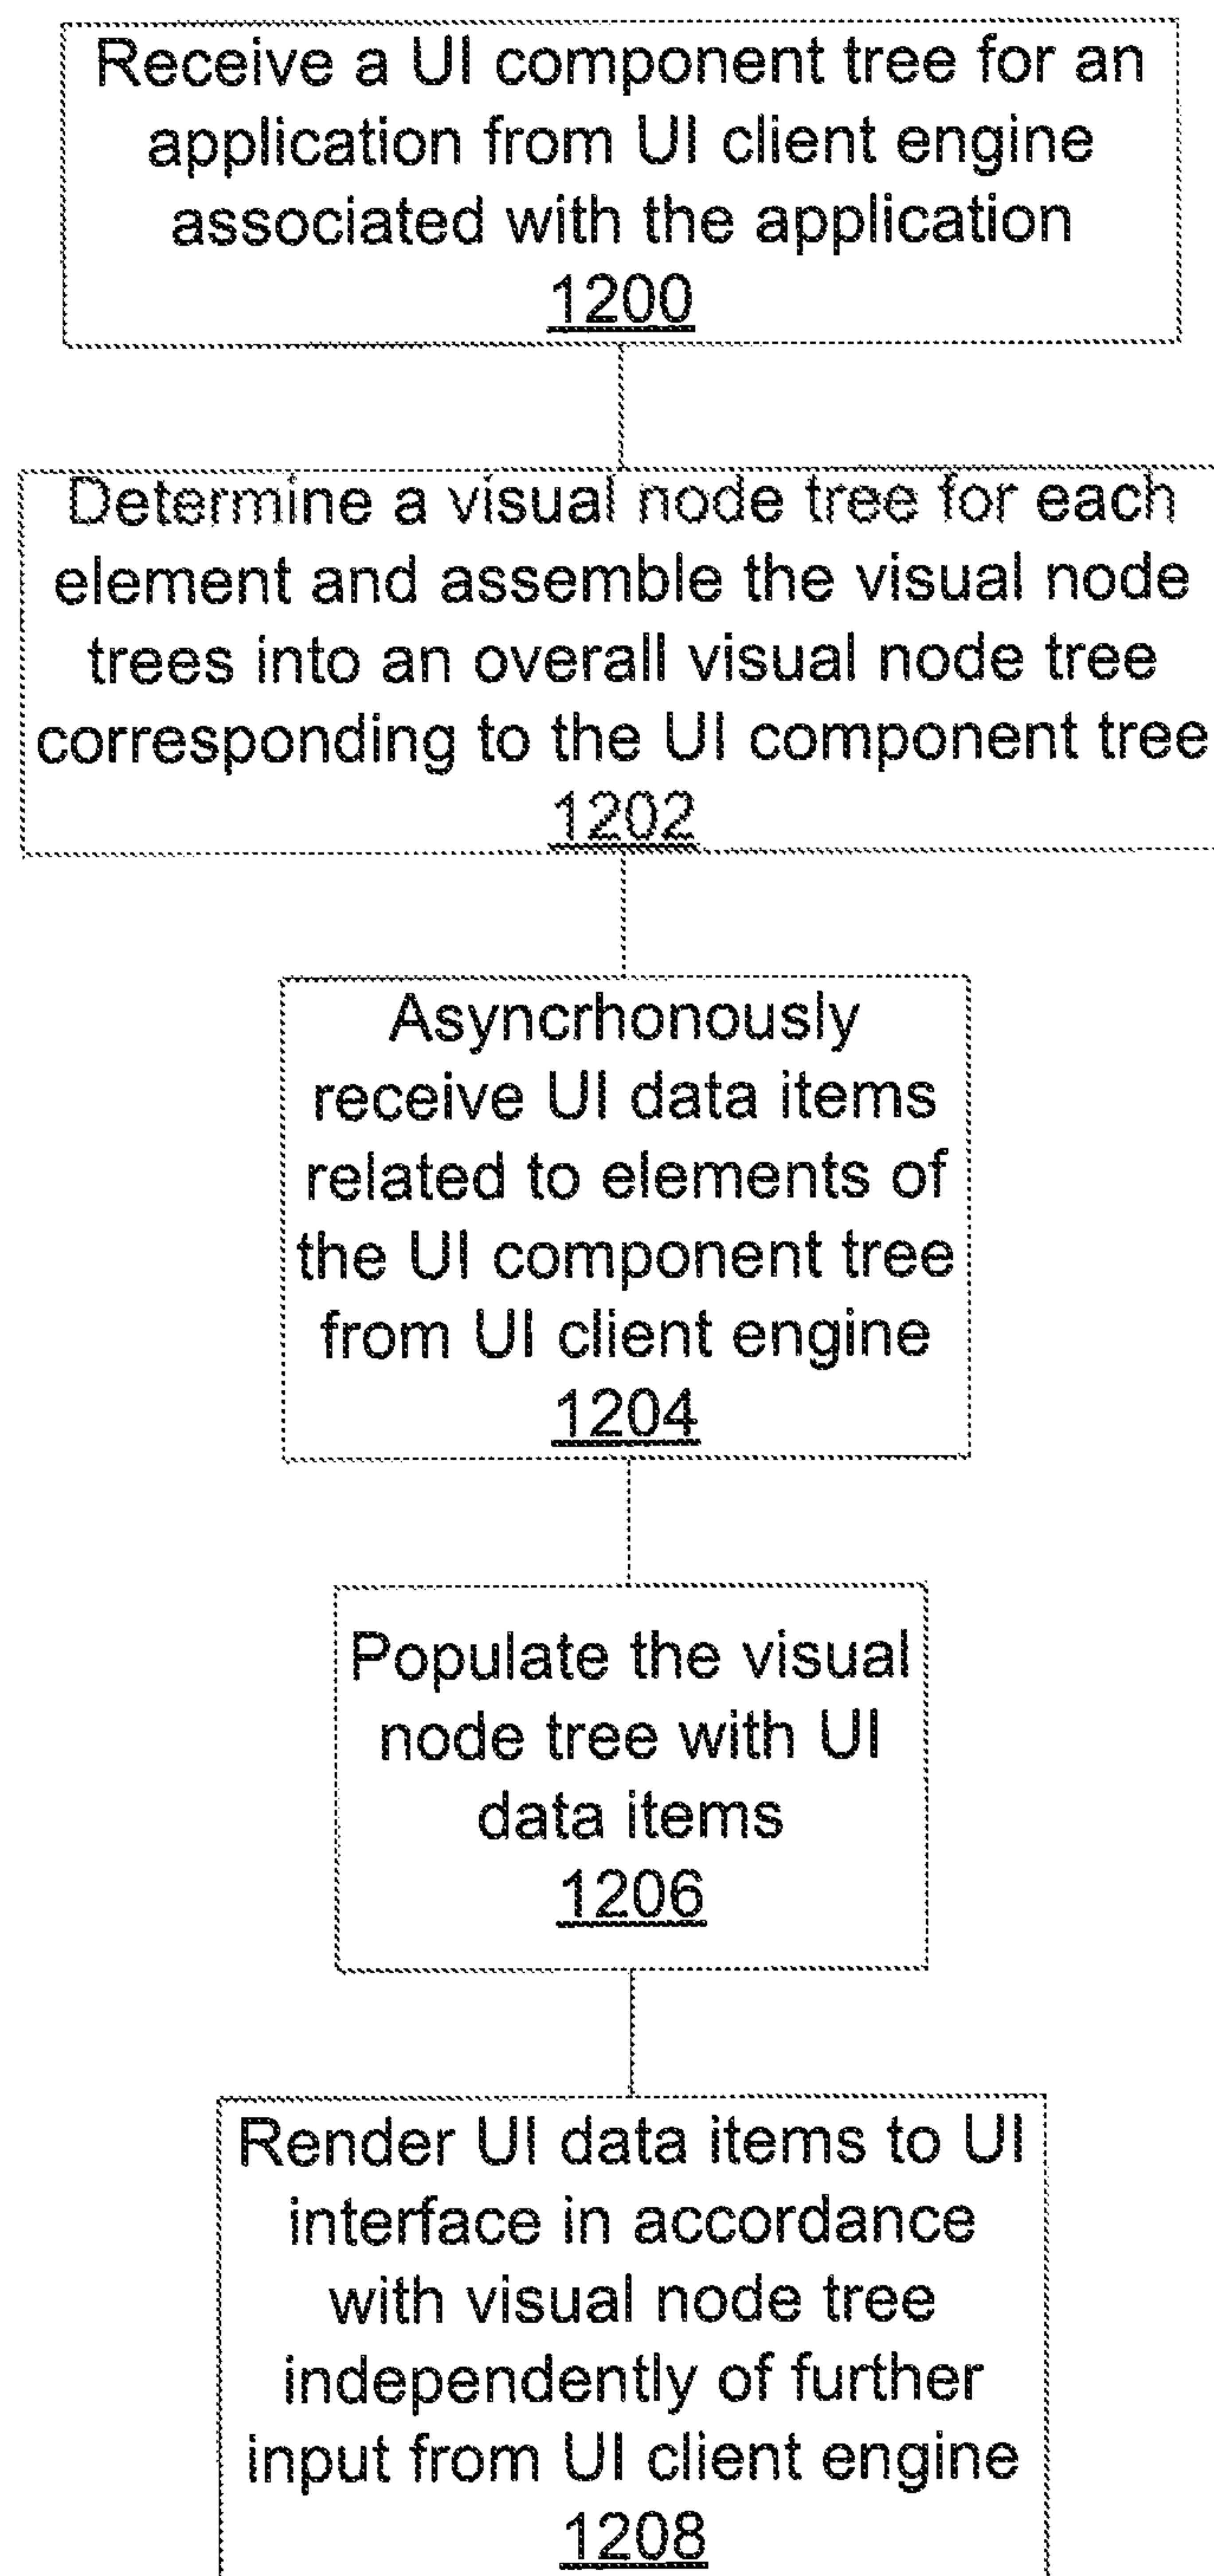 Receive a UI component tree for an
application from UI client engine
associated with the application
1200
Determine a visual node tree for each
element and assemble the visual node
trees into an overall visual node tree
corresponding to the UI component tree
1202
Asyncrhonously
receive UI data items
related to elements of
the UI component tree
from UI client engine
1204
Populate the visual
node tree with UI
data items
1206
Render UI data items to UI
interface in accordance
with visual node tree
independently of further
input from UI client engine
1208